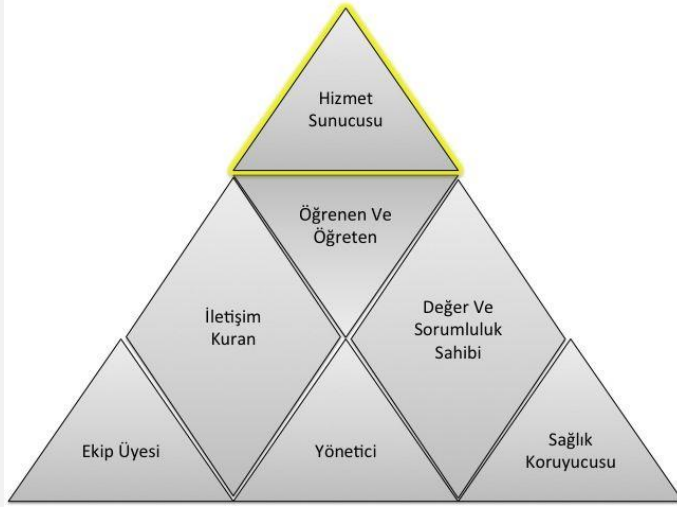 Hizmet
Sunucusu
Öğrenen Ve
Öğreten
İletişim
Kuran
Değer Ve
Sorumluluk
Sahibi
Ekip Üyesi
Yönetici
Sağlık
Koruyucusu